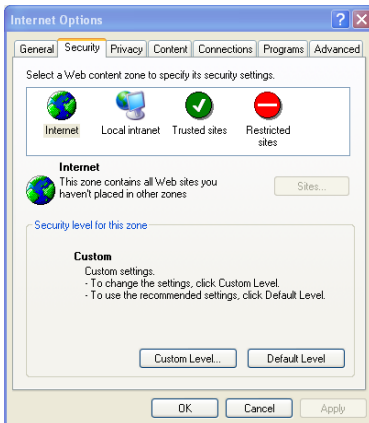 Internet Options
General Security Privacy Content Connections Programs Advanced
Select a Web content zone to specify its security settings.
Internet Local intranet Trusted sites Restricted
sites
Internet
This zone contains all Web sites you
haven't placed in other zones
Sites...
Security level for this zone
Custom
Custom settings.
- To change the settings, click Custom Level.
- To use the recommended settings, click Default Level.
Custom Level... Default Level
OK Cancel Apply